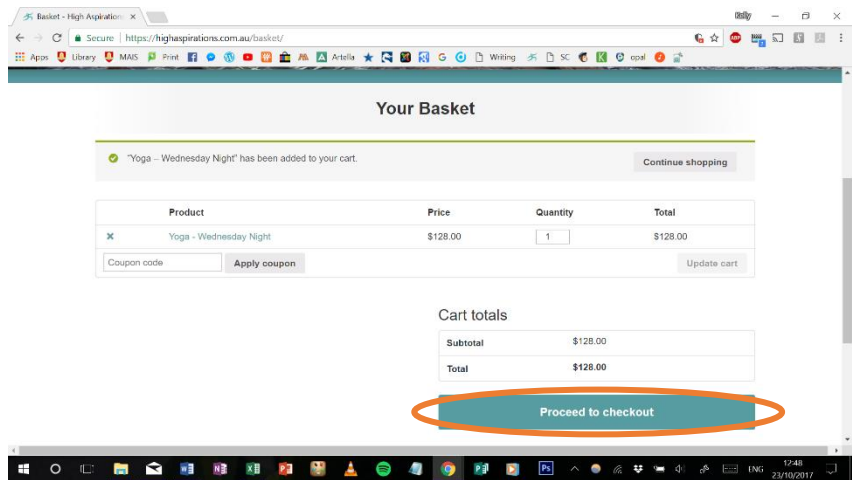 Basket - High Aspirations
Kelly
Secure https://highaspirations.com.au/basket/
Apps Library MAIS Print Artella Writing SC opal
Your Basket
"Yoga – Wednesday Night" has been added to your cart.
Continue shopping
Product Price Quantity Total
Yoga - Wednesday Night $128.00 1 $128.00
Coupon code Apply coupon Update cart
Cart totals
Subtotal $128.00
Total $128.00
Proceed to checkout
ENG 12:48
23/10/2017